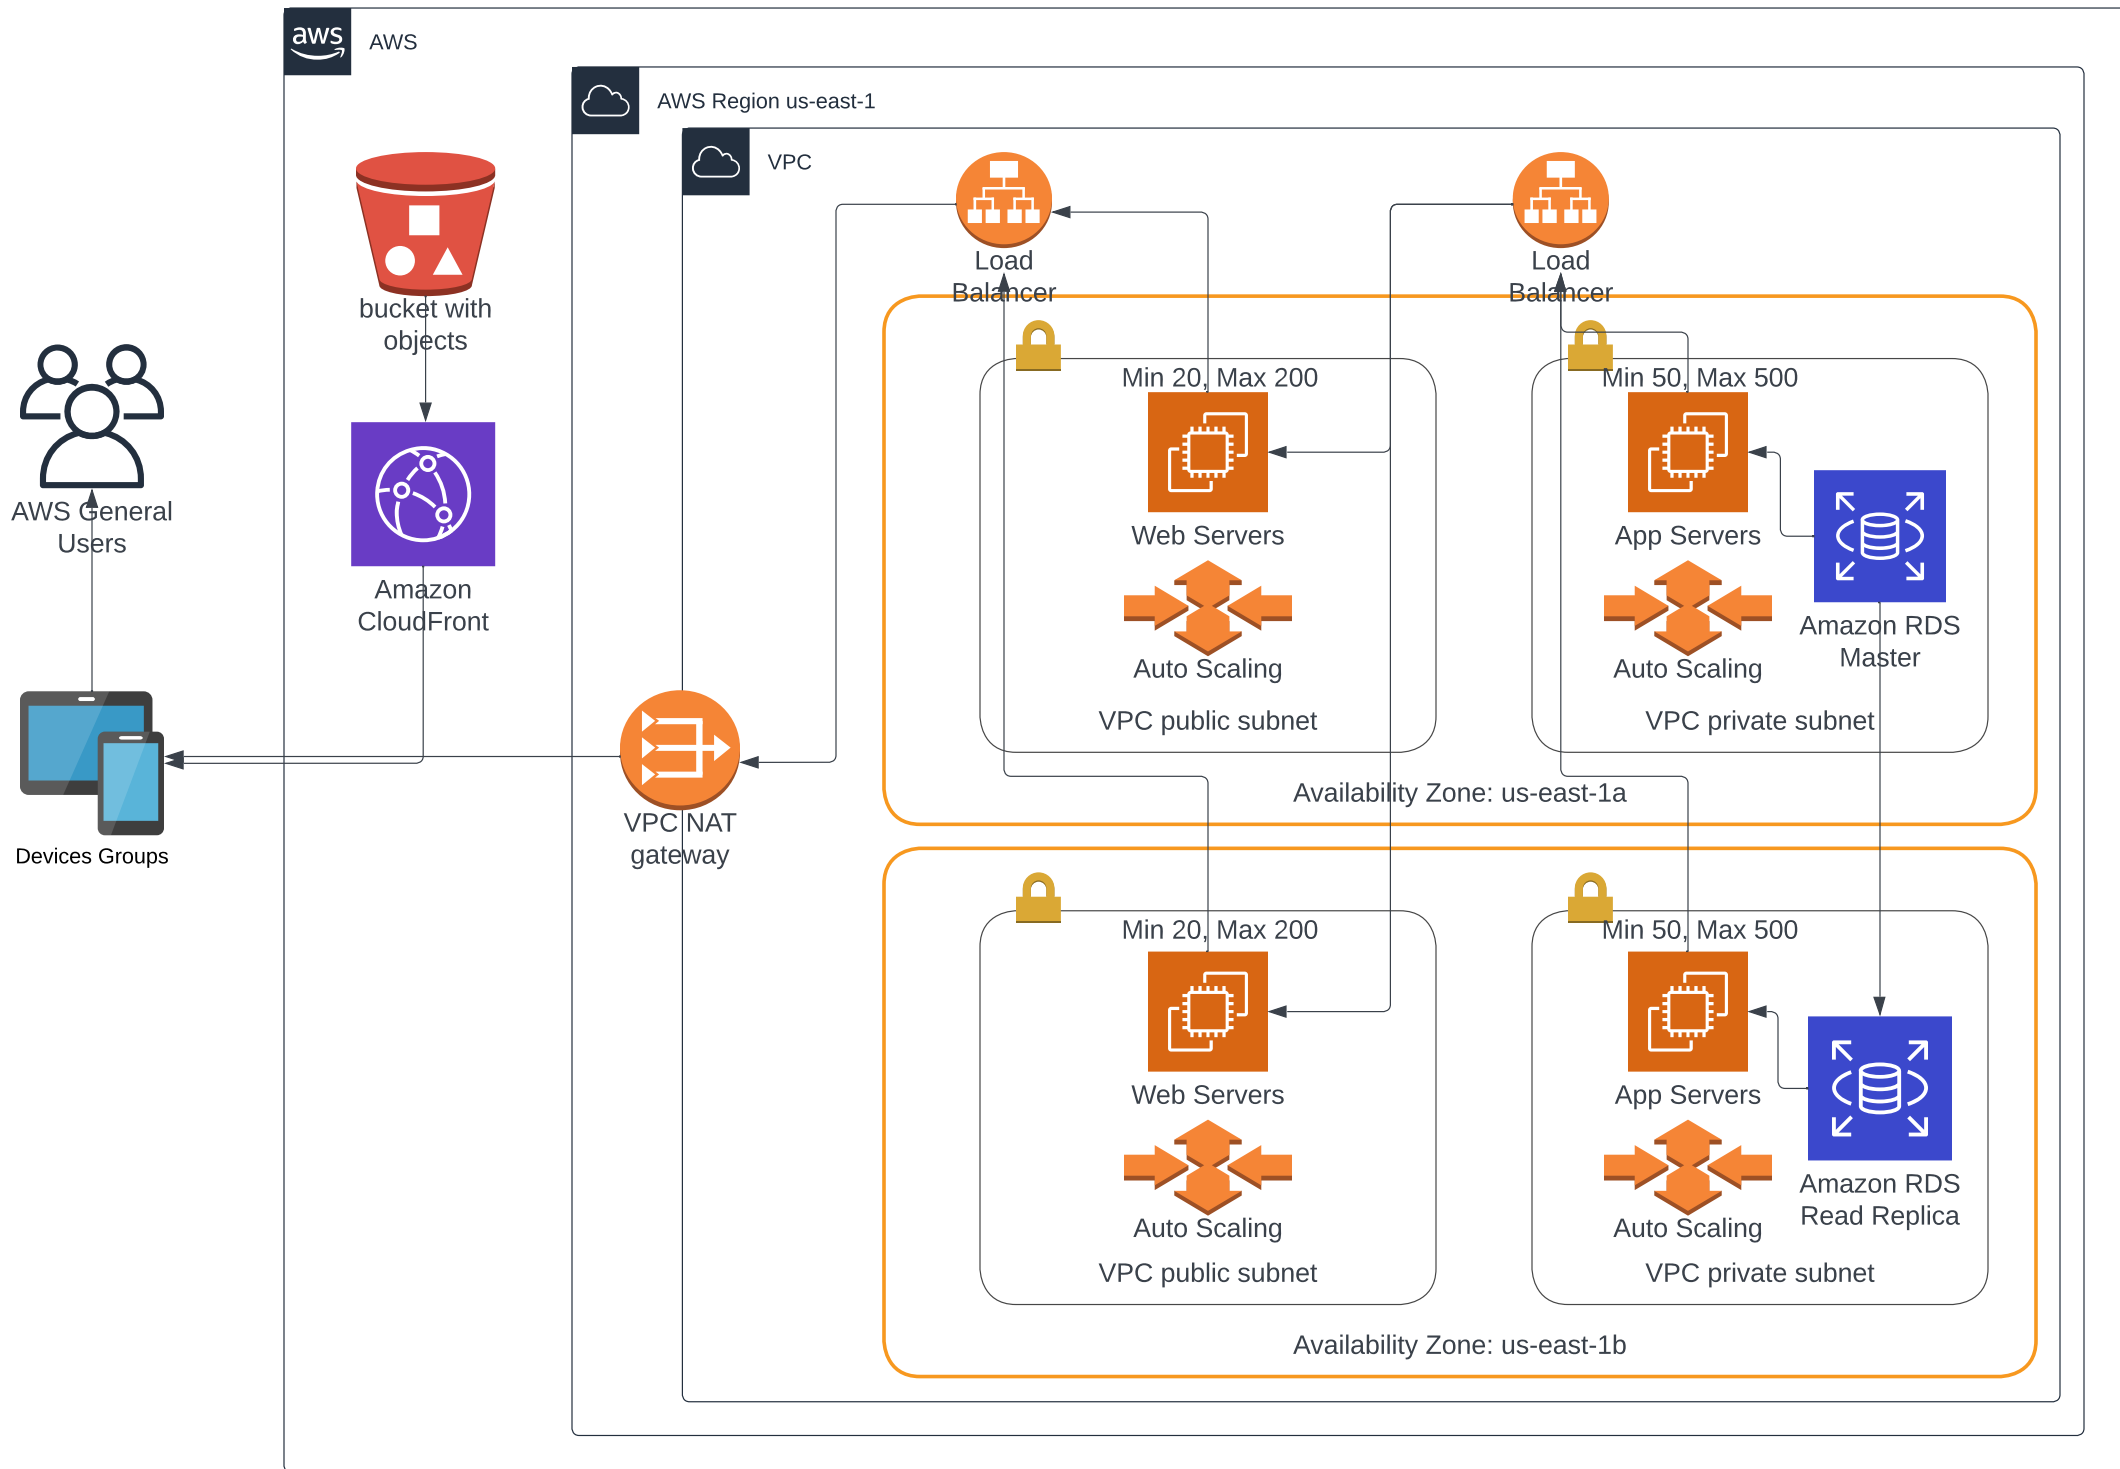 aws
AWS
AWS Region us-east-1
VPC
Load
Balancer
Load
Balancer
bucket with
objects
AWS General
Users
Amazon
CloudFront
Devices Groups
VPC NAT
gateway
Min 20, Max 200
Web Servers
Auto Scaling
VPC public subnet
Min 50, Max 500
App Servers
Auto Scaling
Amazon RDS
Master
VPC private subnet
Availability Zone: us-east-1a
Min 20, Max 200
Web Servers
Auto Scaling
VPC public subnet
Min 50, Max 500
App Servers
Auto Scaling
Amazon RDS
Read Replica
VPC private subnet
Availability Zone: us-east-1b